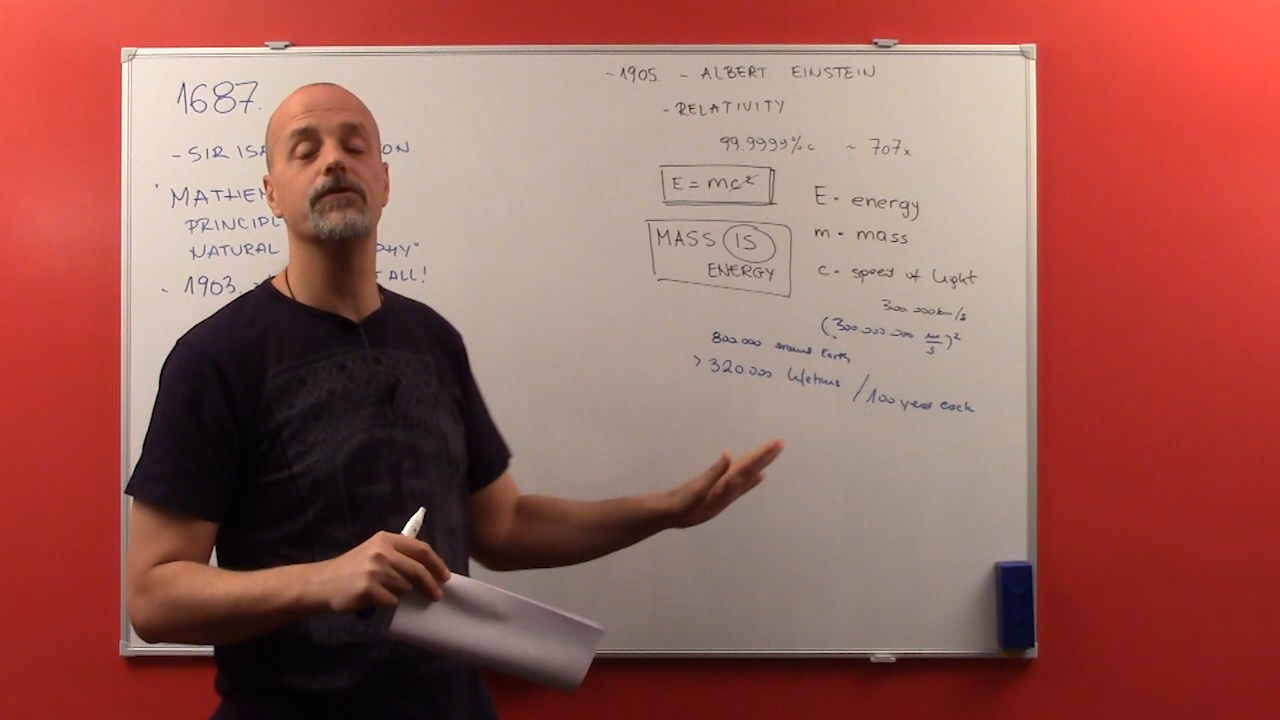 1687.
- SIR ISA ON
"MATHEM
PRINCIPL
NATURAL PHY"
- 1903. ALL!
- 1905. - ALBERT EINSTEIN
- RELATIVITY
99.9999%c ~ 707x
E = mc²
MASS IS
ENERGY
E - energy
m - mass
c - speed of light
300.000km/s
(300.000.000 m/s)²
800.000 around Earth
> 320.000 lifetimes / 100 years each